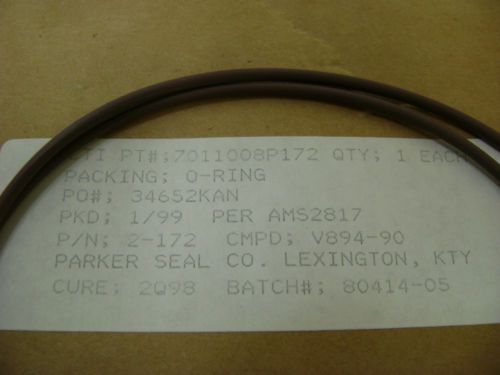 CTI PT#; 7011008P172 QTY; 1 EACH
PACKING; O-RING
PO#; 34652KAN
PKD; 1/99 PER AMS2817
P/N; 2-172 CMPD; V894-90
PARKER SEAL CO. LEXINGTON, KTY
CURE; 2Q98 BATCH#; 80414-05